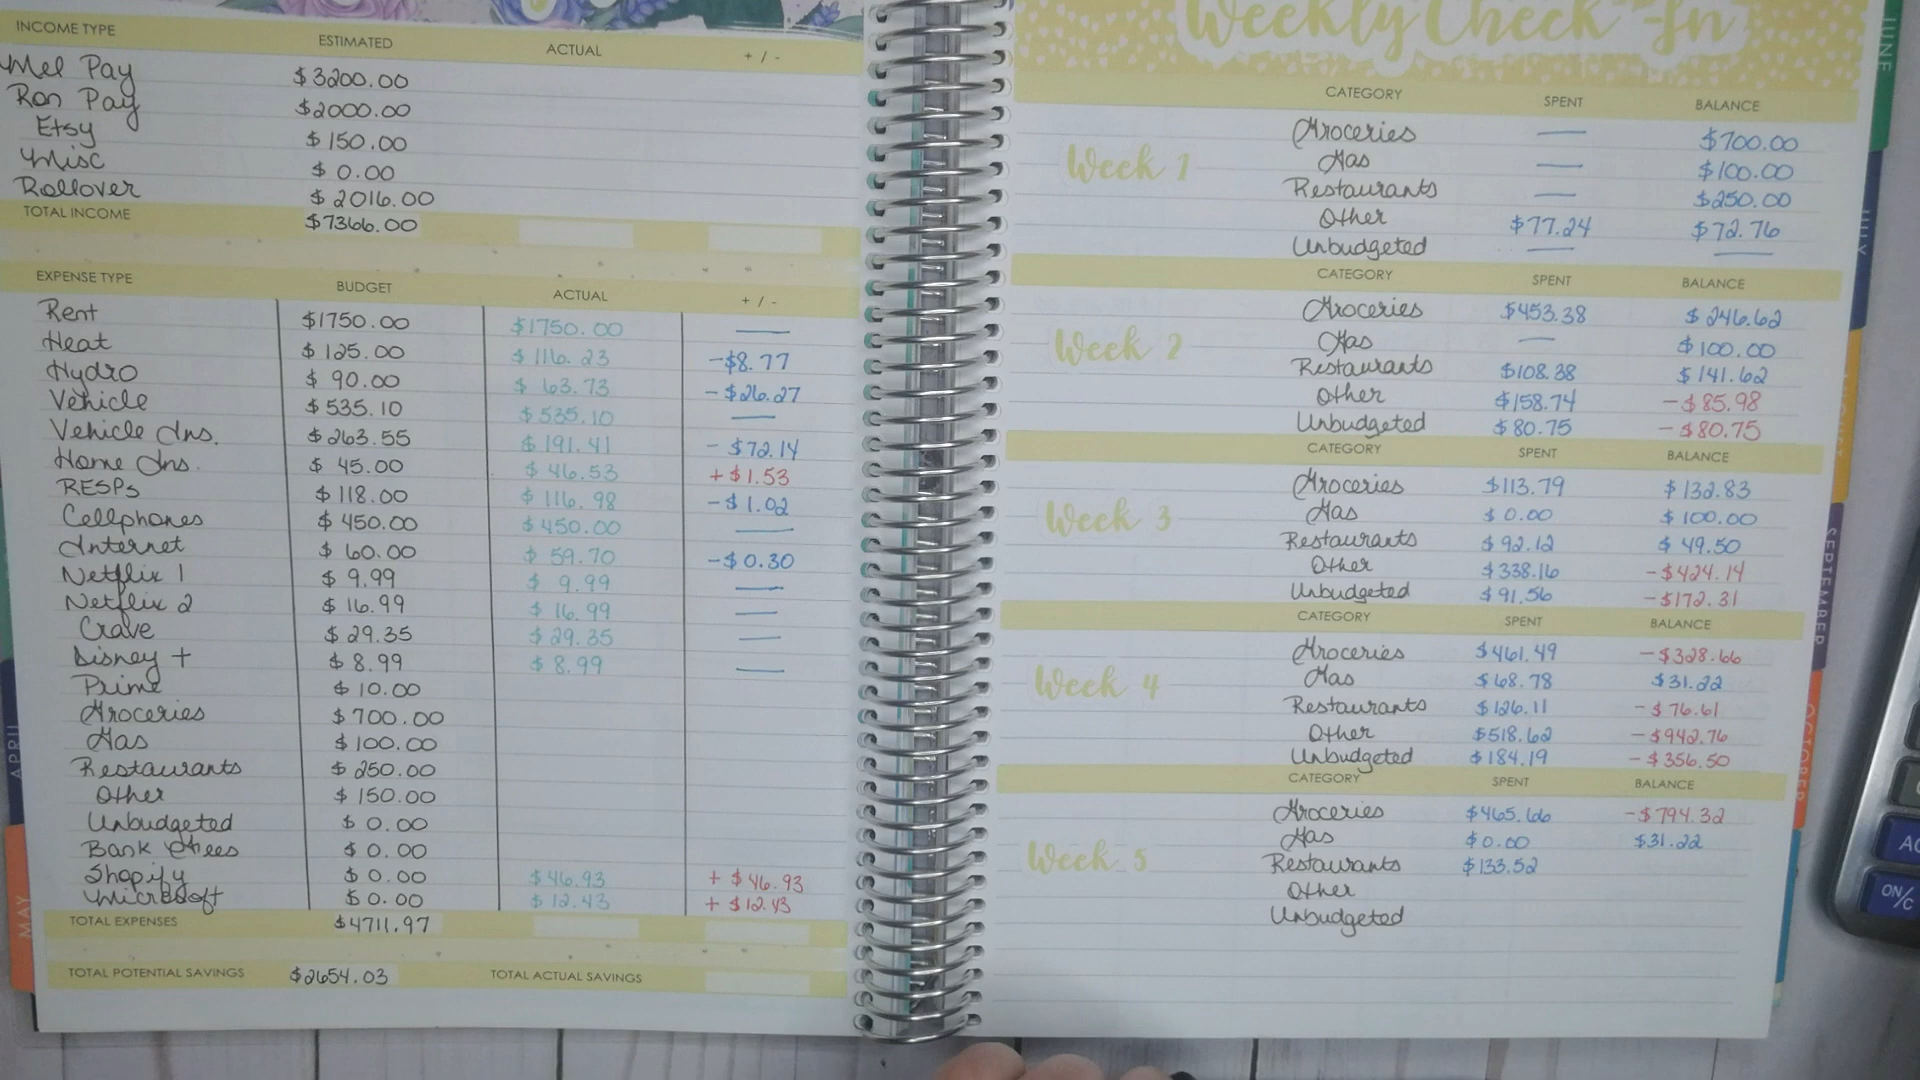 INCOME TYPE ESTIMATED ACTUAL + / -
Mel Pay $3200.00
Ron Pay $2000.00
Etsy $150.00
Misc $0.00
Rollover $2016.00
TOTAL INCOME $7366.00
EXPENSE TYPE BUDGET ACTUAL + / -
Rent $1750.00 $1750.00 —
Heat $125.00 $116.23 -$8.77
Hydro $90.00 $63.73 -$26.27
Vehicle $535.10 $535.10 —
Vehicle Ins. $263.55 $191.41 -$72.14
Home Ins. $45.00 $46.53 +$1.53
RESPs $118.00 $116.98 -$1.02
Cellphones $450.00 $450.00 —
Internet $60.00 $59.70 -$0.30
Netflix 1 $9.99 $9.99 —
Netflix 2 $16.99 $16.99 —
Crave $29.35 $29.35 —
Disney + $8.99 $8.99 —
Prime $10.00
Groceries $700.00
Gas $100.00
Restaurants $250.00
Other $150.00
Unbudgeted $0.00
Bank Fees $0.00
Shopify $0.00 $46.93 +$46.93
Microsoft $0.00 $12.43 +$12.43
TOTAL EXPENSES $4711.97
TOTAL POTENTIAL SAVINGS $2654.03 TOTAL ACTUAL SAVINGS
Weekly Check-In
CATEGORY SPENT BALANCE
Week 1
Groceries — $700.00
Gas — $100.00
Restaurants — $250.00
Other $77.24 $72.76
Unbudgeted — —
CATEGORY SPENT BALANCE
Week 2
Groceries $453.38 $246.62
Gas — $100.00
Restaurants $108.38 $141.62
Other $158.74 -$85.98
Unbudgeted $80.75 -$80.75
CATEGORY SPENT BALANCE
Week 3
Groceries $113.79 $132.83
Gas $0.00 $100.00
Restaurants $92.12 $49.50
Other $338.16 -$424.14
Unbudgeted $91.56 -$172.31
CATEGORY SPENT BALANCE
Week 4
Groceries $461.49 -$328.66
Gas $68.78 $31.22
Restaurants $126.11 -$76.61
Other $518.62 -$942.76
Unbudgeted $184.19 -$356.50
CATEGORY SPENT BALANCE
Week 5
Groceries $465.66 -$794.32
Gas $0.00 $31.22
Restaurants $133.52
Other
Unbudgeted
APRIL
MAY
JUNE
JULY
SEPTEMBER
OCTOBER
ON/C